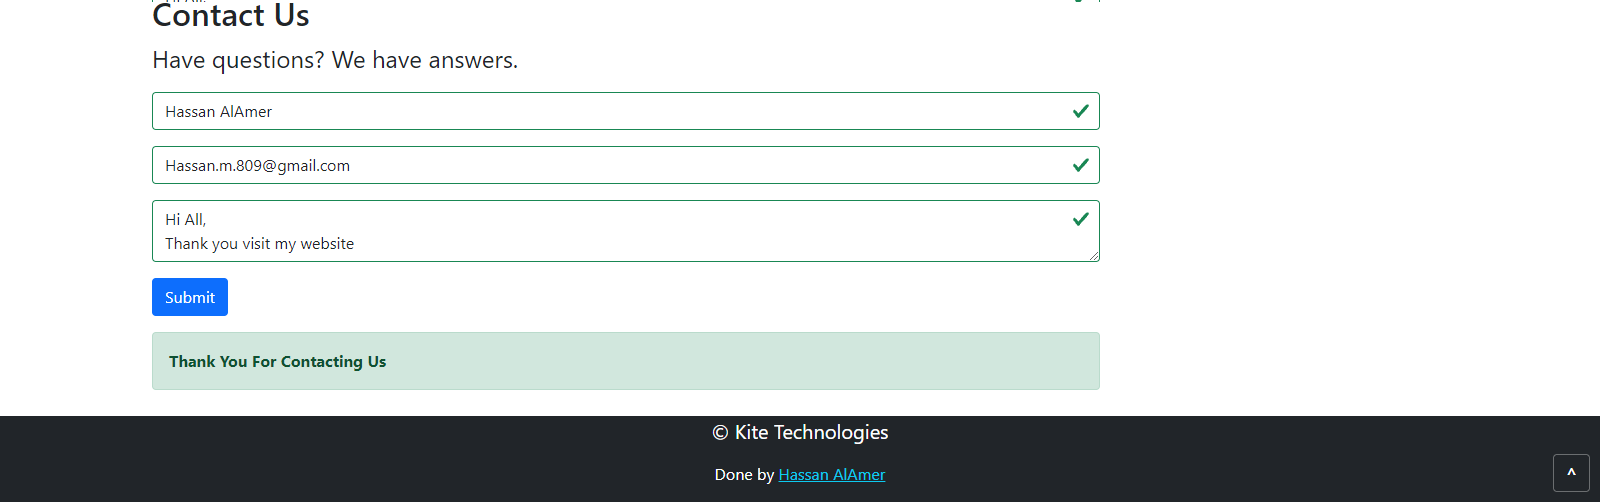 Contact Us
Have questions? We have answers.
Hassan AlAmer
Hassan.m.809@gmail.com
Hi All,
Thank you visit my website
Submit
Thank You For Contacting Us
© Kite Technologies
Done by Hassan AlAmer
^